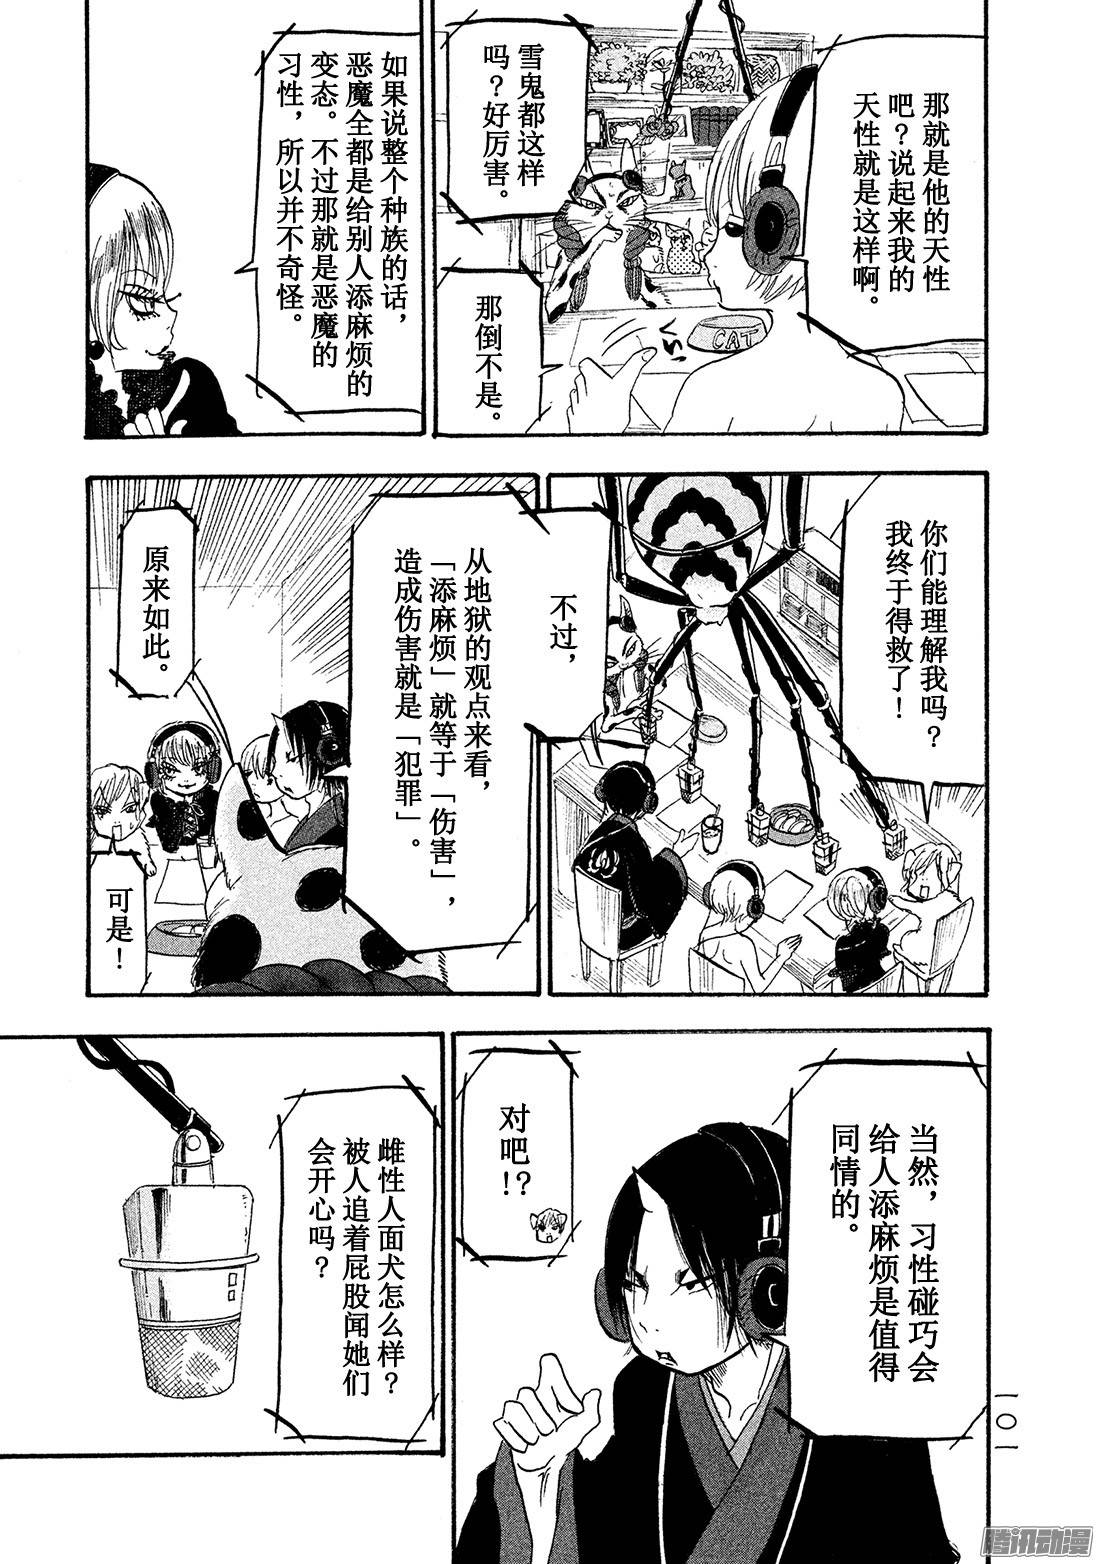 那就是他的天性
吧？说起来我的
天性就是这样啊。
雪鬼都这样
吗？好厉害。
VS!
CAT
那倒不是。
如果说整个种族的话，
恶魔全都是给别人添麻烦的
变态。不过那就是恶魔的
习性，所以并不奇怪。
你们能理解我吗？
我终于得救了！
不过，
从地狱的观点来看，
「添麻烦」就等于「伤害」，
造成伤害就是「犯罪」。
原来如此。
可是！
当然，习性碰巧会
给人添麻烦是值得
同情的。
对吧!?
雌性人面犬怎么样？
被人追着屁股闻她们
会开心吗？
101
腾讯动漫